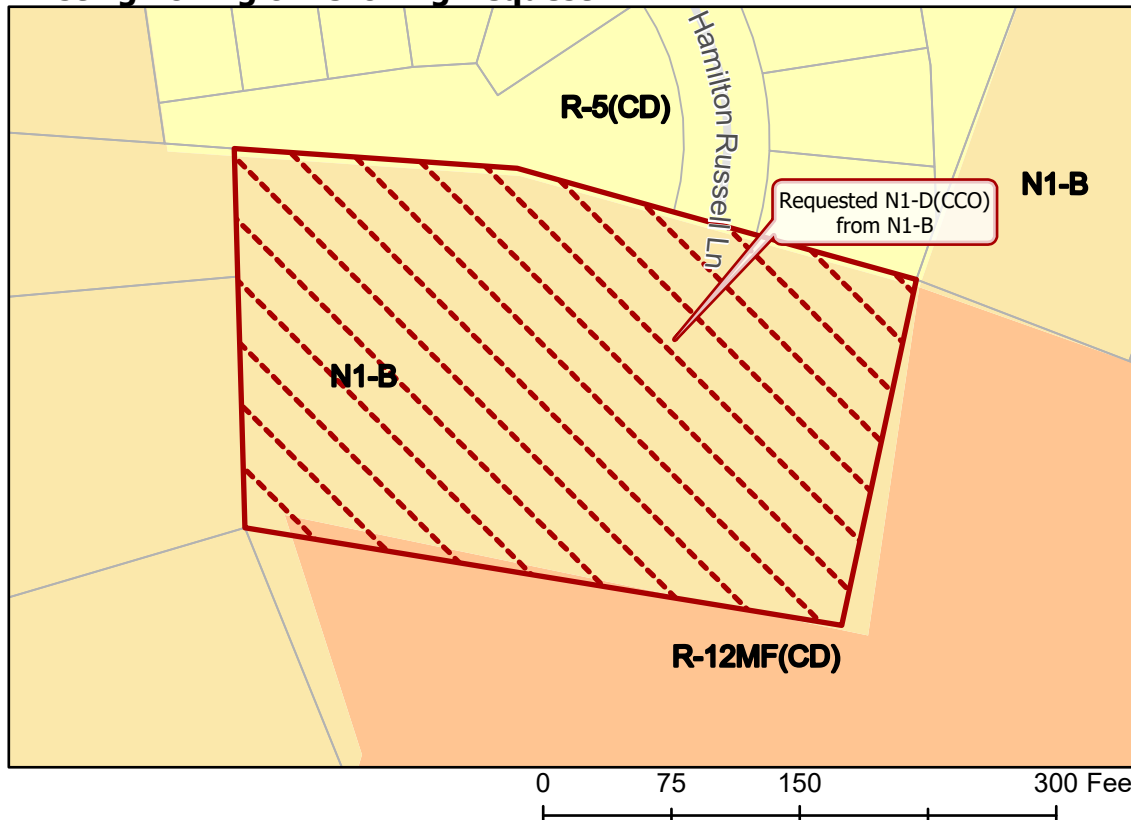 Hamilton Russell Ln
R-5(CD)
N1-B
Requested N1-D(CCO)
from N1-B
N1-B
R-12MF(CD)
0 75 150 300 Fee